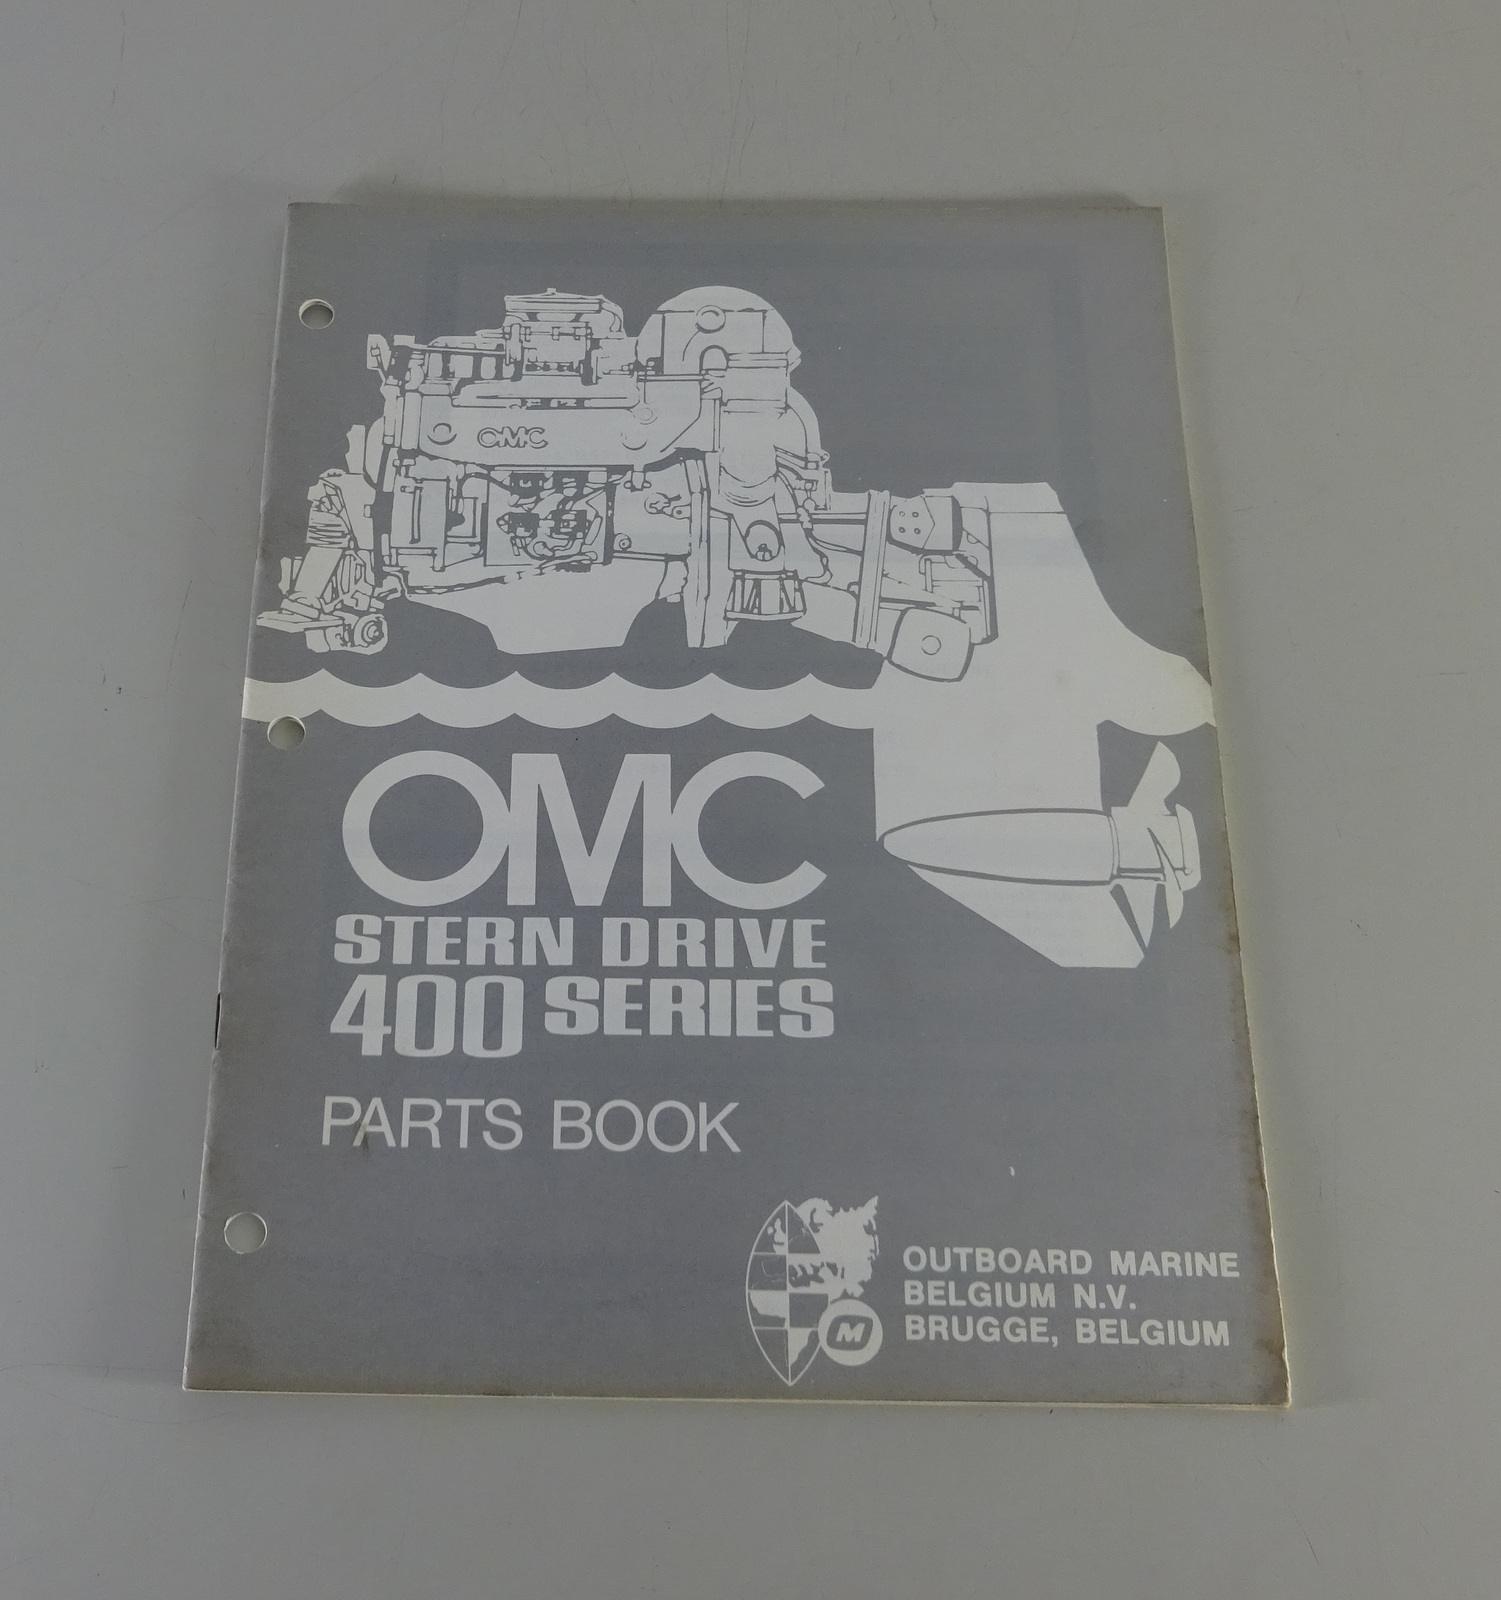 OMC
OMC
STERN DRIVE
400 SERIES
PARTS BOOK
M
OUTBOARD MARINE
BELGIUM N.V.
BRUGGE, BELGIUM